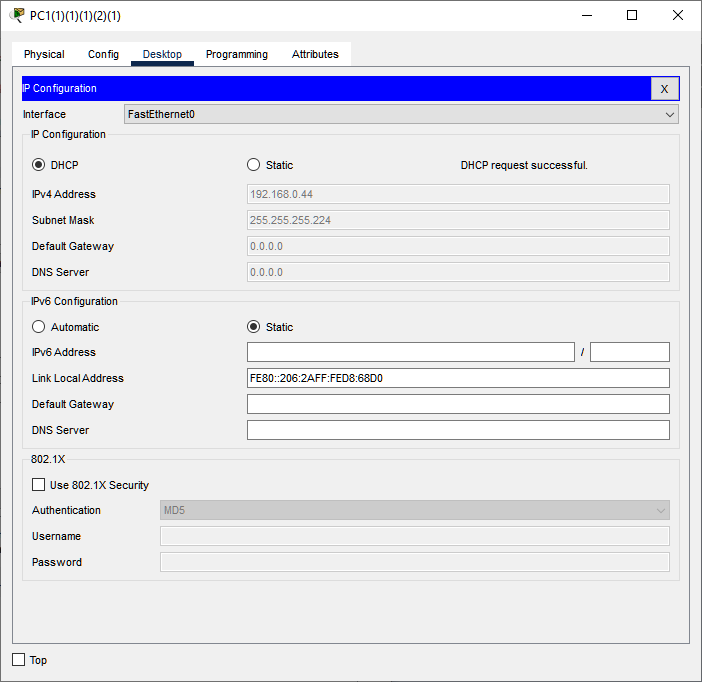 PC1(1)(1)(1)(2)(1)
Physical Config Desktop Programming Attributes
IP Configuration X
Interface FastEthernet0
IP Configuration
DHCP Static DHCP request successful.
IPv4 Address 192.168.0.44
Subnet Mask 255.255.255.224
Default Gateway 0.0.0.0
DNS Server 0.0.0.0
IPv6 Configuration
Automatic Static
IPv6 Address /
Link Local Address FE80::206:2AFF:FED8:68D0
Default Gateway
DNS Server
802.1X
Use 802.1X Security
Authentication MD5
Username
Password
Top